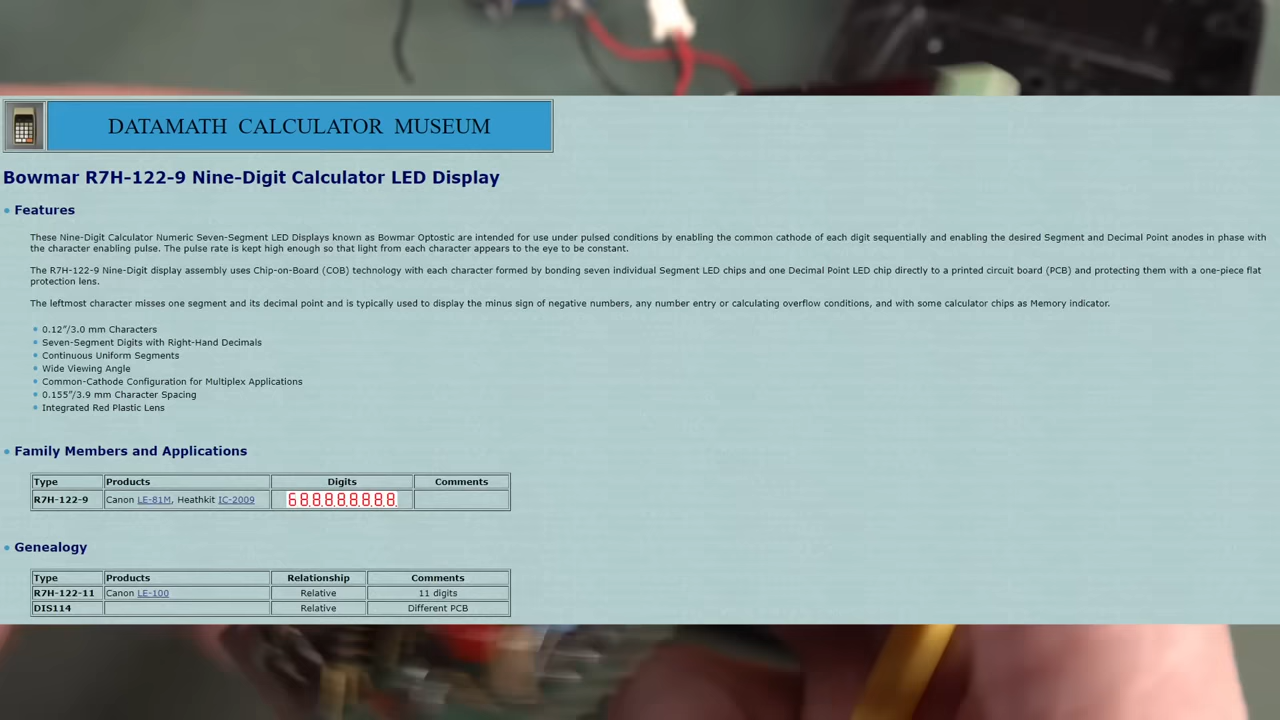 DATAMATH CALCULATOR MUSEUM
Bowmar R7H-122-9 Nine-Digit Calculator LED Display
Features
These Nine-Digit Calculator Numeric Seven-Segment LED Displays known as Bowmar Optostic are intended for use under pulsed conditions by enabling the common cathode of each digit sequentially and enabling the desired Segment and Decimal Point anodes in phase with
the character enabling pulse. The pulse rate is kept high enough so that light from each character appears to the eye to be constant.
The R7H-122-9 Nine-Digit display assembly uses Chip-on-Board (COB) technology with each character formed by bonding seven individual Segment LED chips and one Decimal Point LED chip directly to a printed circuit board (PCB) and protecting them with a one-piece flat
protection lens.
The leftmost character misses one segment and its decimal point and is typically used to display the minus sign of negative numbers, any number entry or calculating overflow conditions, and with some calculator chips as Memory indicator.
0.12"/3.0 mm Characters
Seven-Segment Digits with Right-Hand Decimals
Continuous Uniform Segments
Wide Viewing Angle
Common-Cathode Configuration for Multiplex Applications
0.155"/3.9 mm Character Spacing
Integrated Red Plastic Lens
Family Members and Applications
Type Products Digits Comments
R7H-122-9 Canon LE-81M, Heathkit IC-2009 68.8.8.8.8.8.8.8.
Genealogy
Type Products Relationship Comments
R7H-122-11 Canon LE-100 Relative 11 digits
DIS114 Relative Different PCB